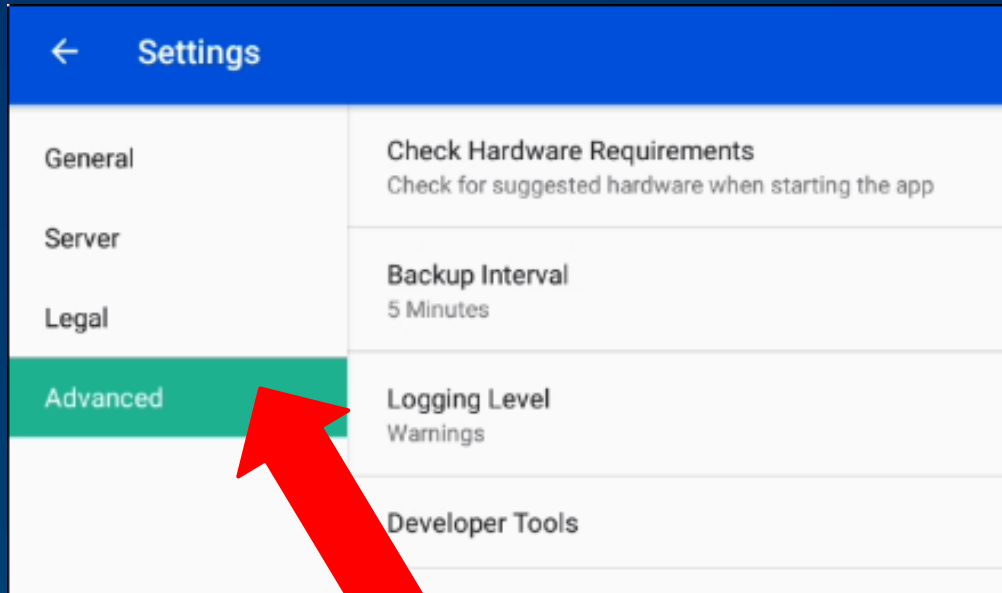 Settings
General
Server
Legal
Advanced
Check Hardware Requirements
Check for suggested hardware when starting the app
Backup Interval
5 Minutes
Logging Level
Warnings
Developer Tools